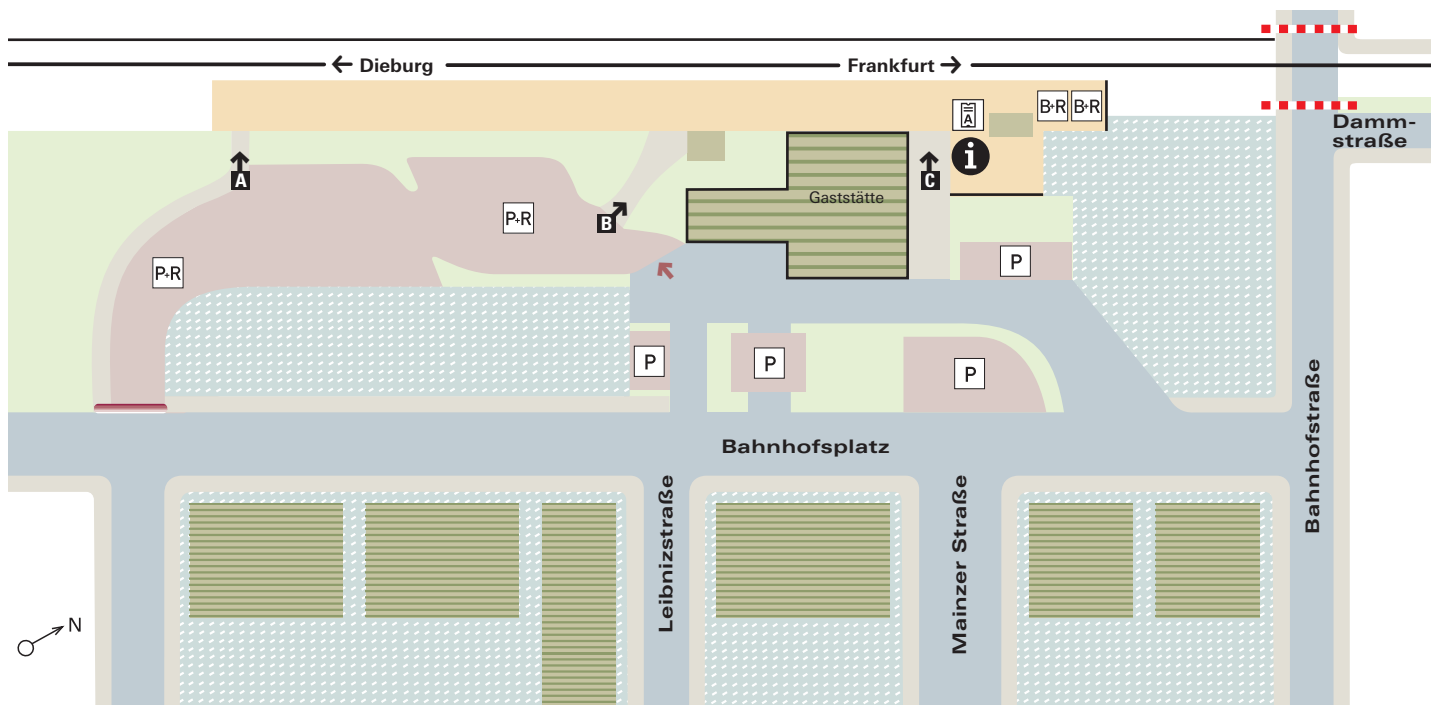 ← Dieburg
Frankfurt →
A
B+R
B+R
Damm-
straße
i
A
C
Gaststätte
P+R
B
P
P+R
P
P
P
Bahnhofstraße
Bahnhofsplatz
Leibnizstraße
Mainzer Straße
N